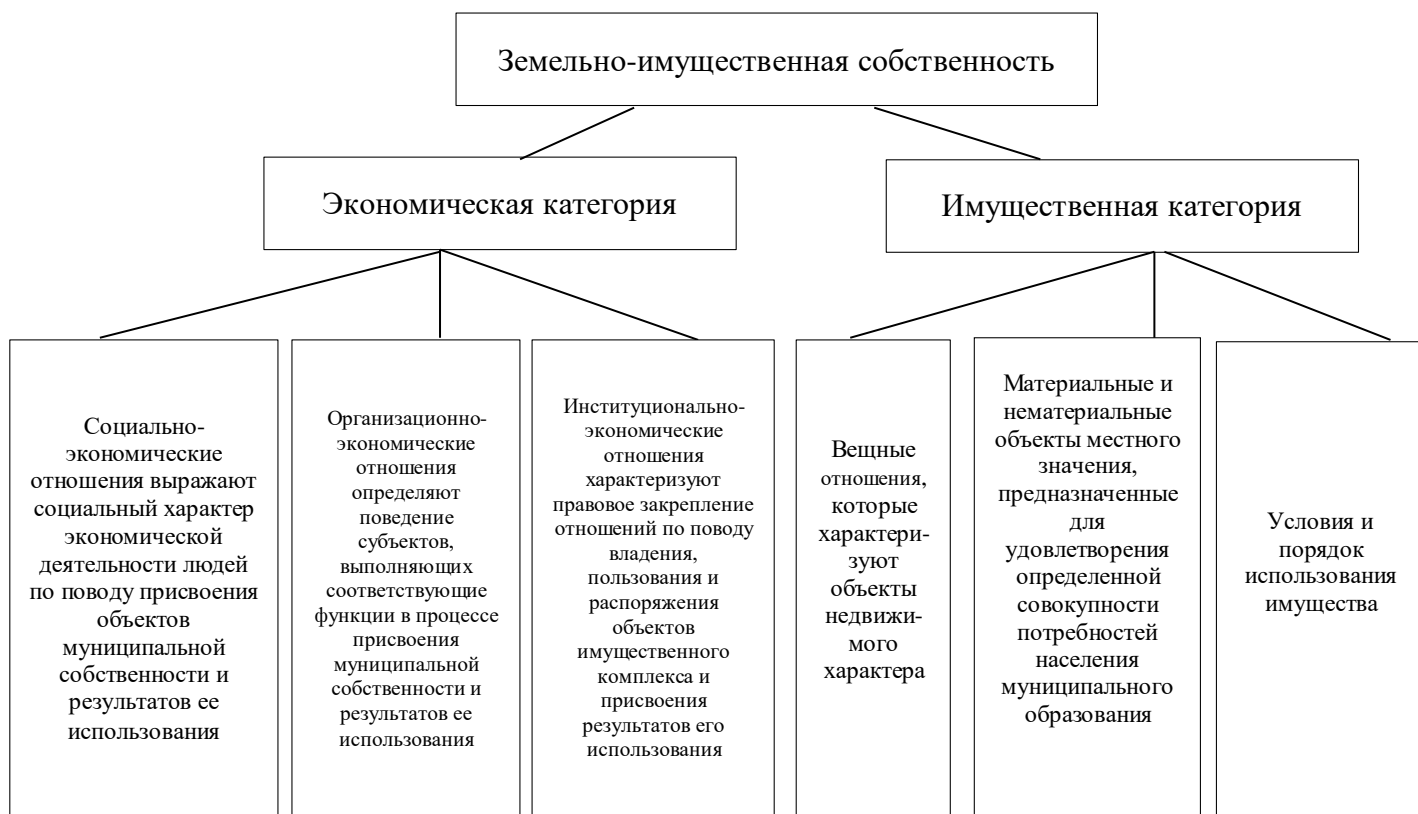 Земельно-имущественная собственность
Экономическая категория
Имущественная категория
Социально-
экономические
отношения выражают
социальный характер
экономической
деятельности людей
по поводу присвоения
объектов
муниципальной
собственности и
результатов ее
использования
Организационно-
экономические
отношения
определяют
поведение
субъектов,
выполняющих
соответствующие
функции в процессе
присвоения
муниципальной
собственности и
результатов ее
использования
Институционально-
экономические
отношения
характеризуют
правовое закрепление
отношений по поводу
владения,
пользования и
распоряжения
объектов
имущественного
комплекса и
присвоения
результатов его
использования
Вещные
отношения,
которые
характери-
зуют
объекты
недвижи-
мого
характера
Материальные и
нематериальные
объекты местного
значения,
предназначенные
для
удовлетворения
определенной
совокупности
потребностей
населения
муниципального
образования
Условия и
порядок
использования
имущества